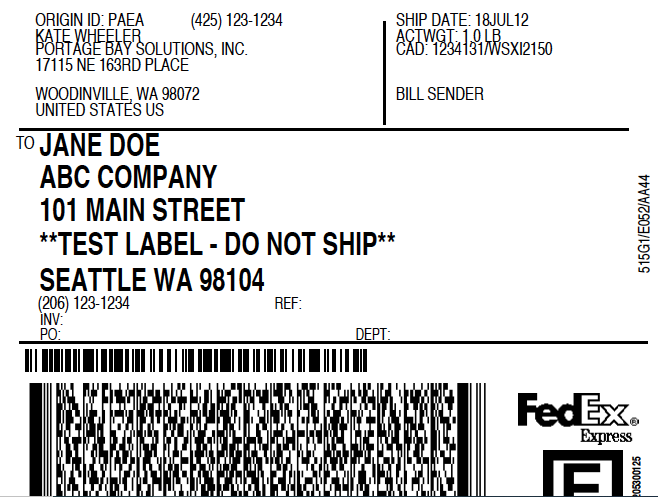 ORIGIN ID: PAEA (425) 123-1234
KATE WHEELER
PORTAGE BAY SOLUTIONS, INC.
17115 NE 163RD PLACE
WOODINVILLE, WA 98072
UNITED STATES US
SHIP DATE: 18JUL12
ACTWGT: 1.0 LB
CAD: 1234131/WSXI2150
BILL SENDER
TO JANE DOE
ABC COMPANY
101 MAIN STREET
**TEST LABEL - DO NOT SHIP**
SEATTLE WA 98104
(206) 123-1234 REF:
INV:
PO: DEPT:
515G1/E052/AA44
FedEx®
Express
E